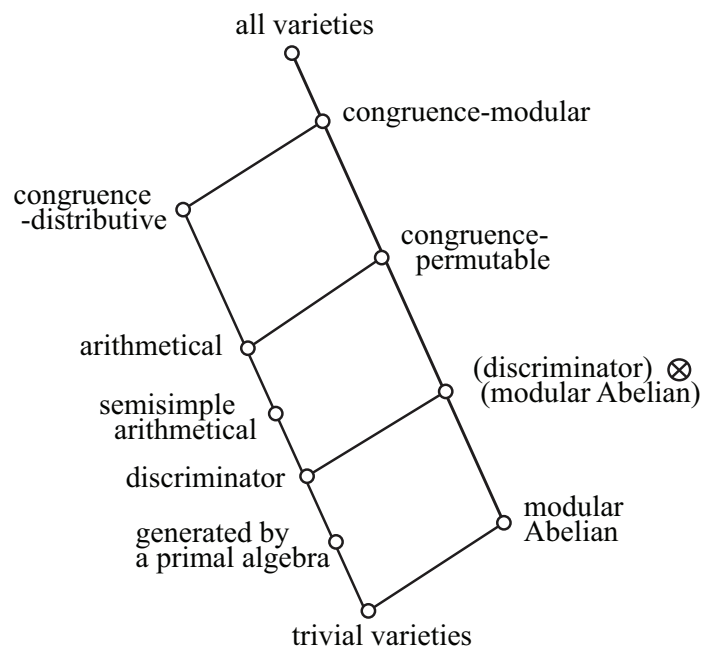 all varieties
congruence-modular
congruence
-distributive
congruence-
permutable
arithmetical
(discriminator) ⊗
(modular Abelian)
semisimple
arithmetical
discriminator
modular
Abelian
generated by
a primal algebra
trivial varieties